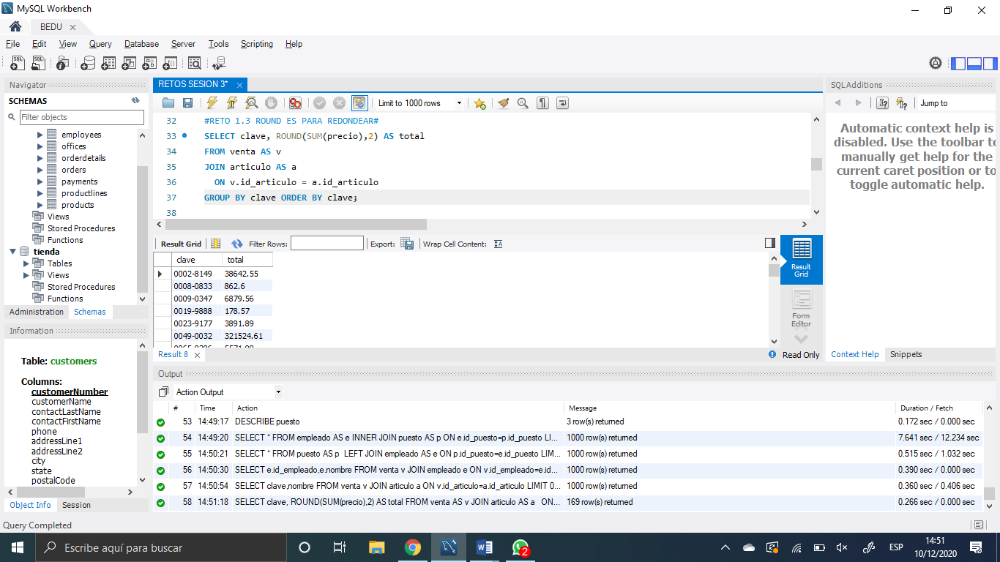 MySQL Workbench
BEDU
File Edit View Query Database Server Tools Scripting Help
Navigator
SCHEMAS
Filter objects
employees
offices
orderdetails
orders
payments
productlines
products
Views
Stored Procedures
Functions
tienda
Tables
Views
Stored Procedures
Functions
Administration Schemas
Information
Table: customers
Columns:
customerNumber
customerName
contactLastName
contactFirstName
phone
addressLine1
addressLine2
city
state
postalCode
Object Info Session
Query Completed
RETOS SESION 3*
Limit to 1000 rows
32 #RETO 1.3 ROUND ES PARA REDONDEAR#
33 SELECT clave, ROUND(SUM(precio),2) AS total
34 FROM venta AS v
35 JOIN articulo AS a
36 ON v.id_articulo = a.id_articulo
37 GROUP BY clave ORDER BY clave;
38
Result Grid Filter Rows: Export: Wrap Cell Content:
clave total
0002-8149 38642.55
0008-0833 862.6
0009-0347 6879.56
0019-9888 178.57
0023-9177 3891.89
0049-0032 321524.61
Result Grid
Form Editor
Result 8
Read Only
SQLAdditions
Jump to
Automatic context help is
disabled. Use the toolbar to
manually get help for the
current caret position or to
toggle automatic help.
Context Help Snippets
Output
Action Output
# Time Action Message Duration / Fetch
53 14:49:17 DESCRIBE puesto 3 row(s) returned 0.172 sec / 0.000 sec
54 14:49:20 SELECT * FROM empleado AS e INNER JOIN puesto AS p ON e.id_puesto=p.id_puesto LI... 1000 row(s) returned 7.641 sec / 12.234 sec
55 14:50:21 SELECT * FROM puesto AS p LEFT JOIN empleado AS e ON p.id_puesto=e.id_puesto LIM... 1000 row(s) returned 0.515 sec / 1.032 sec
56 14:50:30 SELECT e.id_empleado,e.nombre FROM venta v JOIN empleado e ON v.id_empleado=e.id... 1000 row(s) returned 0.390 sec / 0.000 sec
57 14:50:54 SELECT clave,nombre FROM venta v JOIN articulo a ON v.id_articulo=a.id_articulo LIMIT 0... 1000 row(s) returned 0.360 sec / 0.406 sec
58 14:51:18 SELECT clave, ROUND(SUM(precio),2) AS total FROM venta AS v JOIN articulo AS a ON... 169 row(s) returned 0.266 sec / 0.000 sec
Escribe aquí para buscar
2
ESP
14:51
10/12/2020